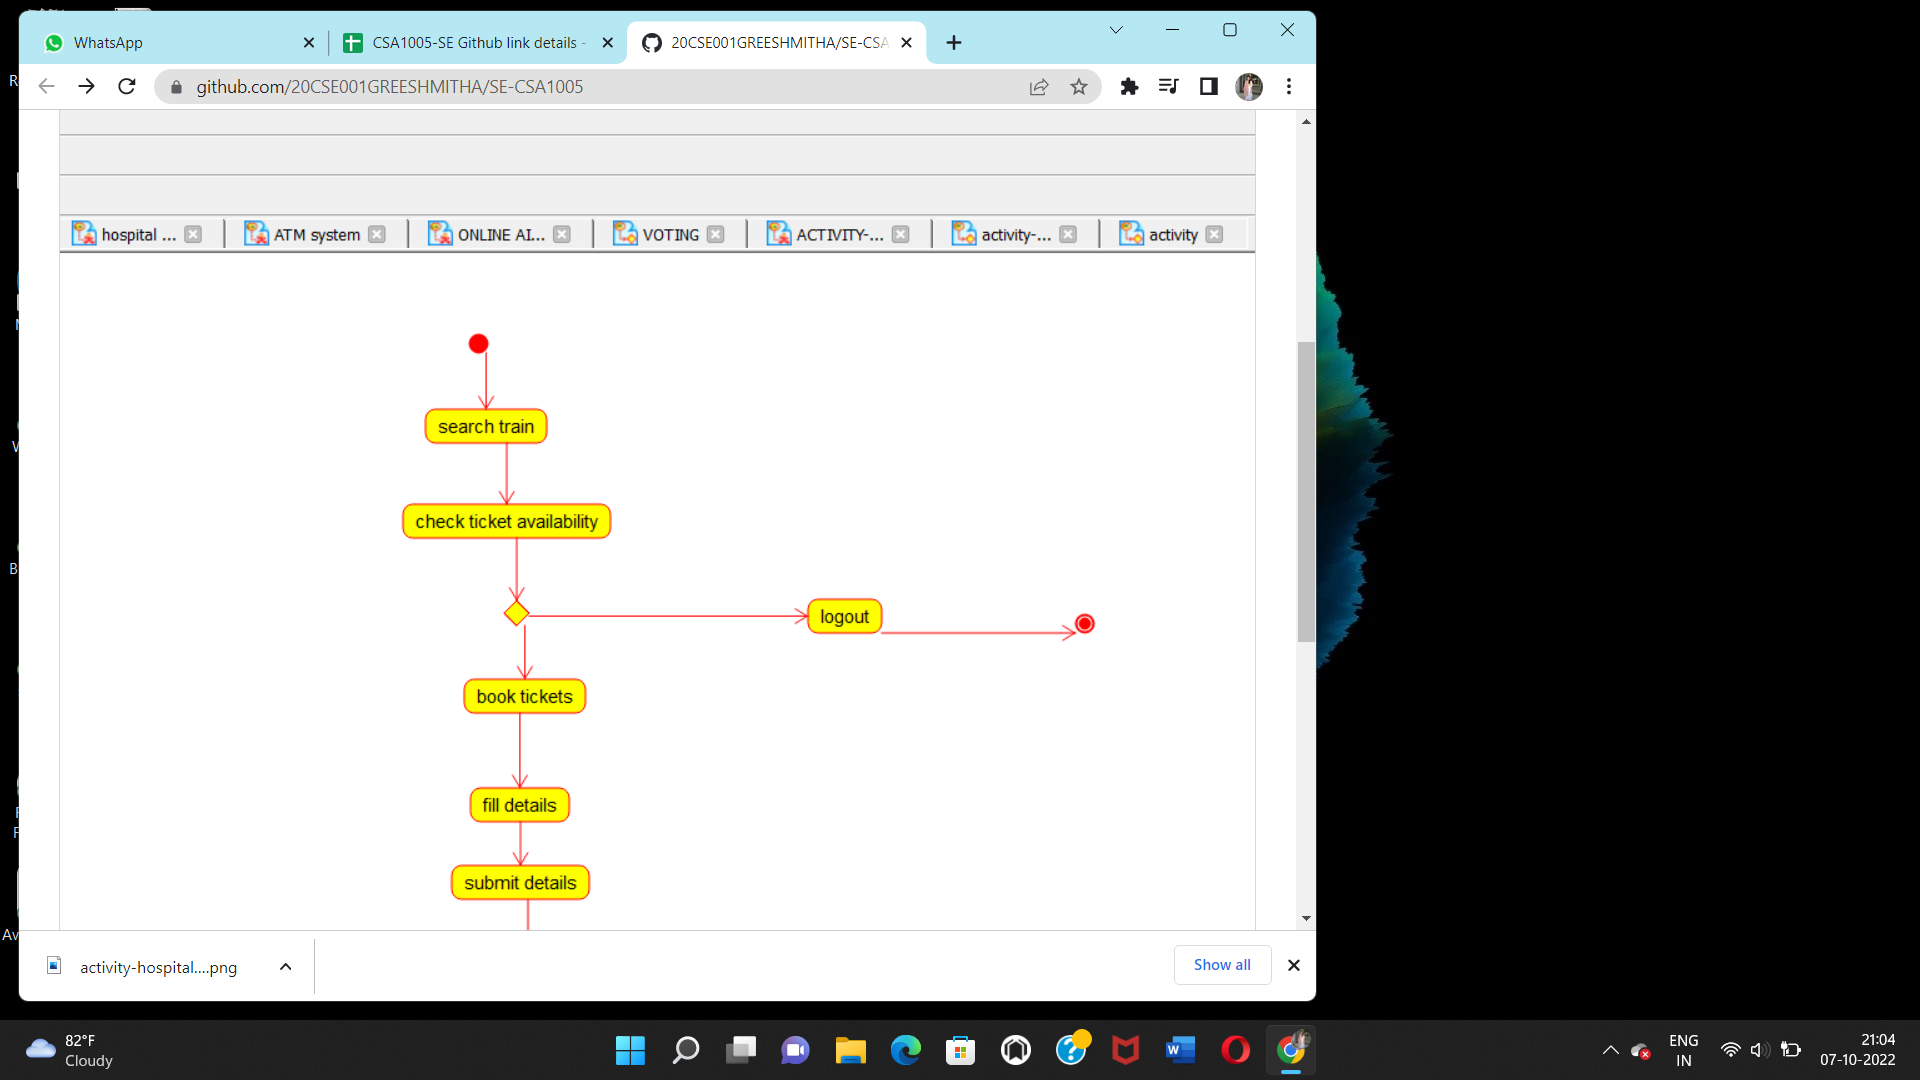 WhatsApp
CSA1005-SE Github link details -
20CSE001GREESHMITHA/SE-CSA
github.com/20CSE001GREESHMITHA/SE-CSA1005
hospital ...
ATM system
ONLINE AI...
VOTING
ACTIVITY-...
activity-...
activity
search train
check ticket availability
logout
book tickets
fill details
submit details
activity-hospital....png
Show all
82°F
Cloudy
ENG
IN
21:04
07-10-2022